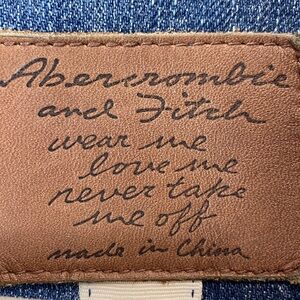 Abercrombie
and Fitch
wear me
love me
never take
me off
made in China